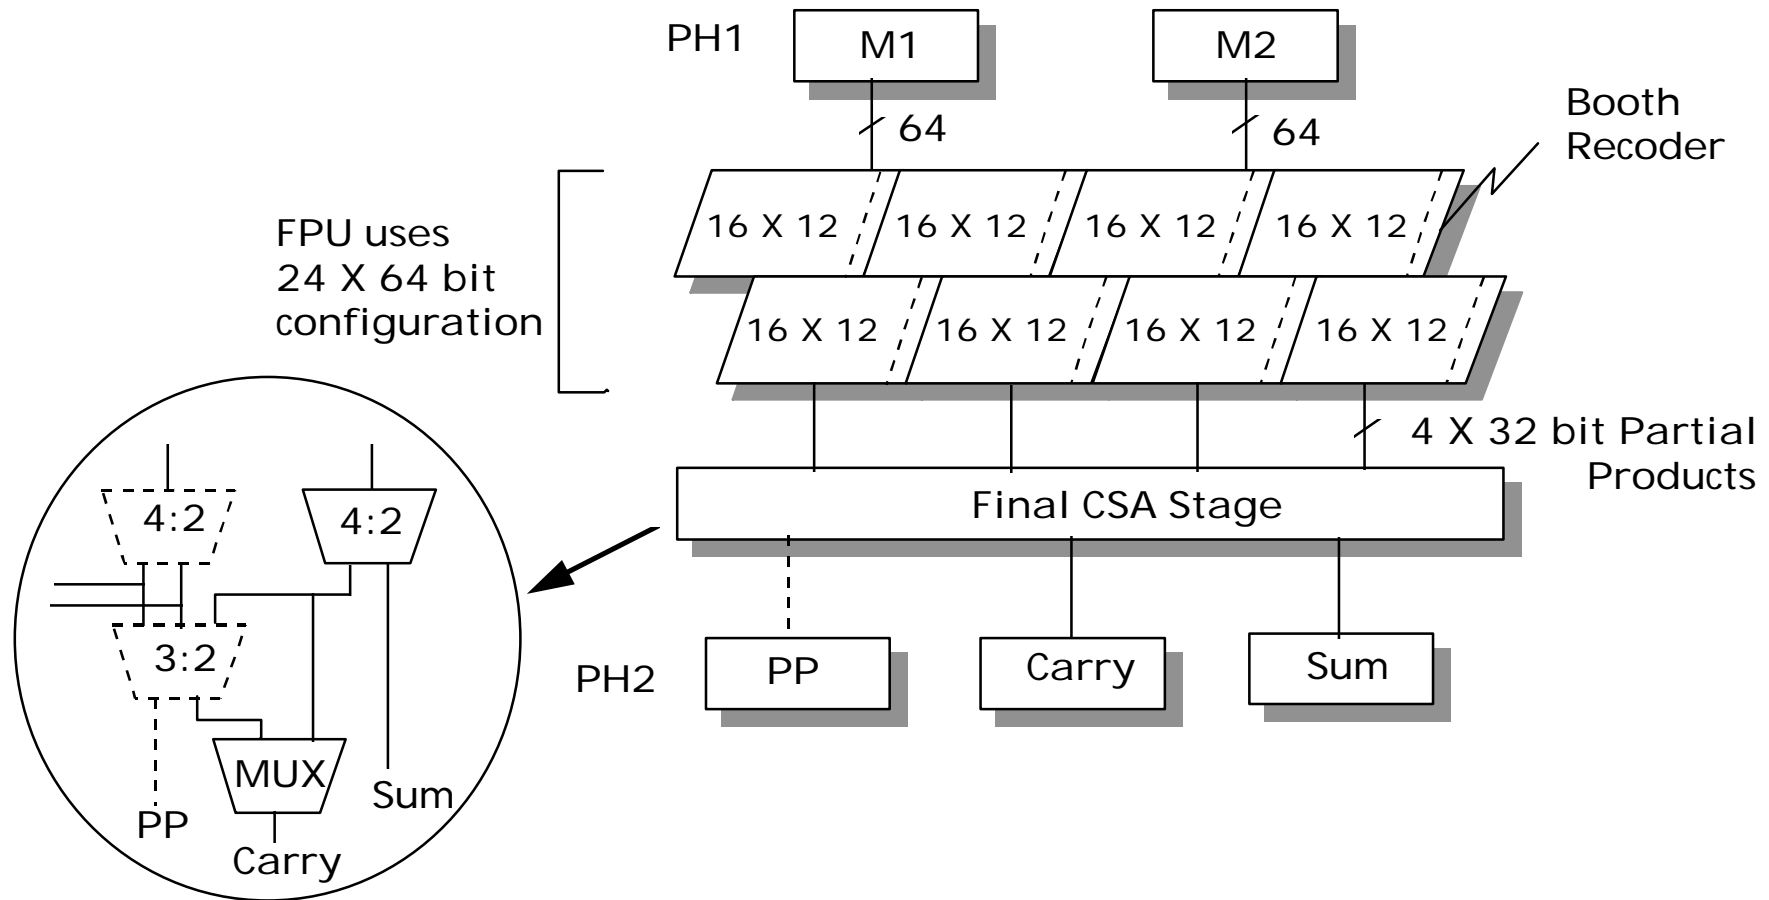 PH1
M1
M2
64
64
Booth
Recoder
FPU uses
24 X 64 bit
configuration
16 X 12
16 X 12
16 X 12
16 X 12
16 X 12
16 X 12
16 X 12
16 X 12
4 X 32 bit Partial
Products
Final CSA Stage
4:2
4:2
3:2
MUX
PP
Sum
Carry
PH2
PP
Carry
Sum